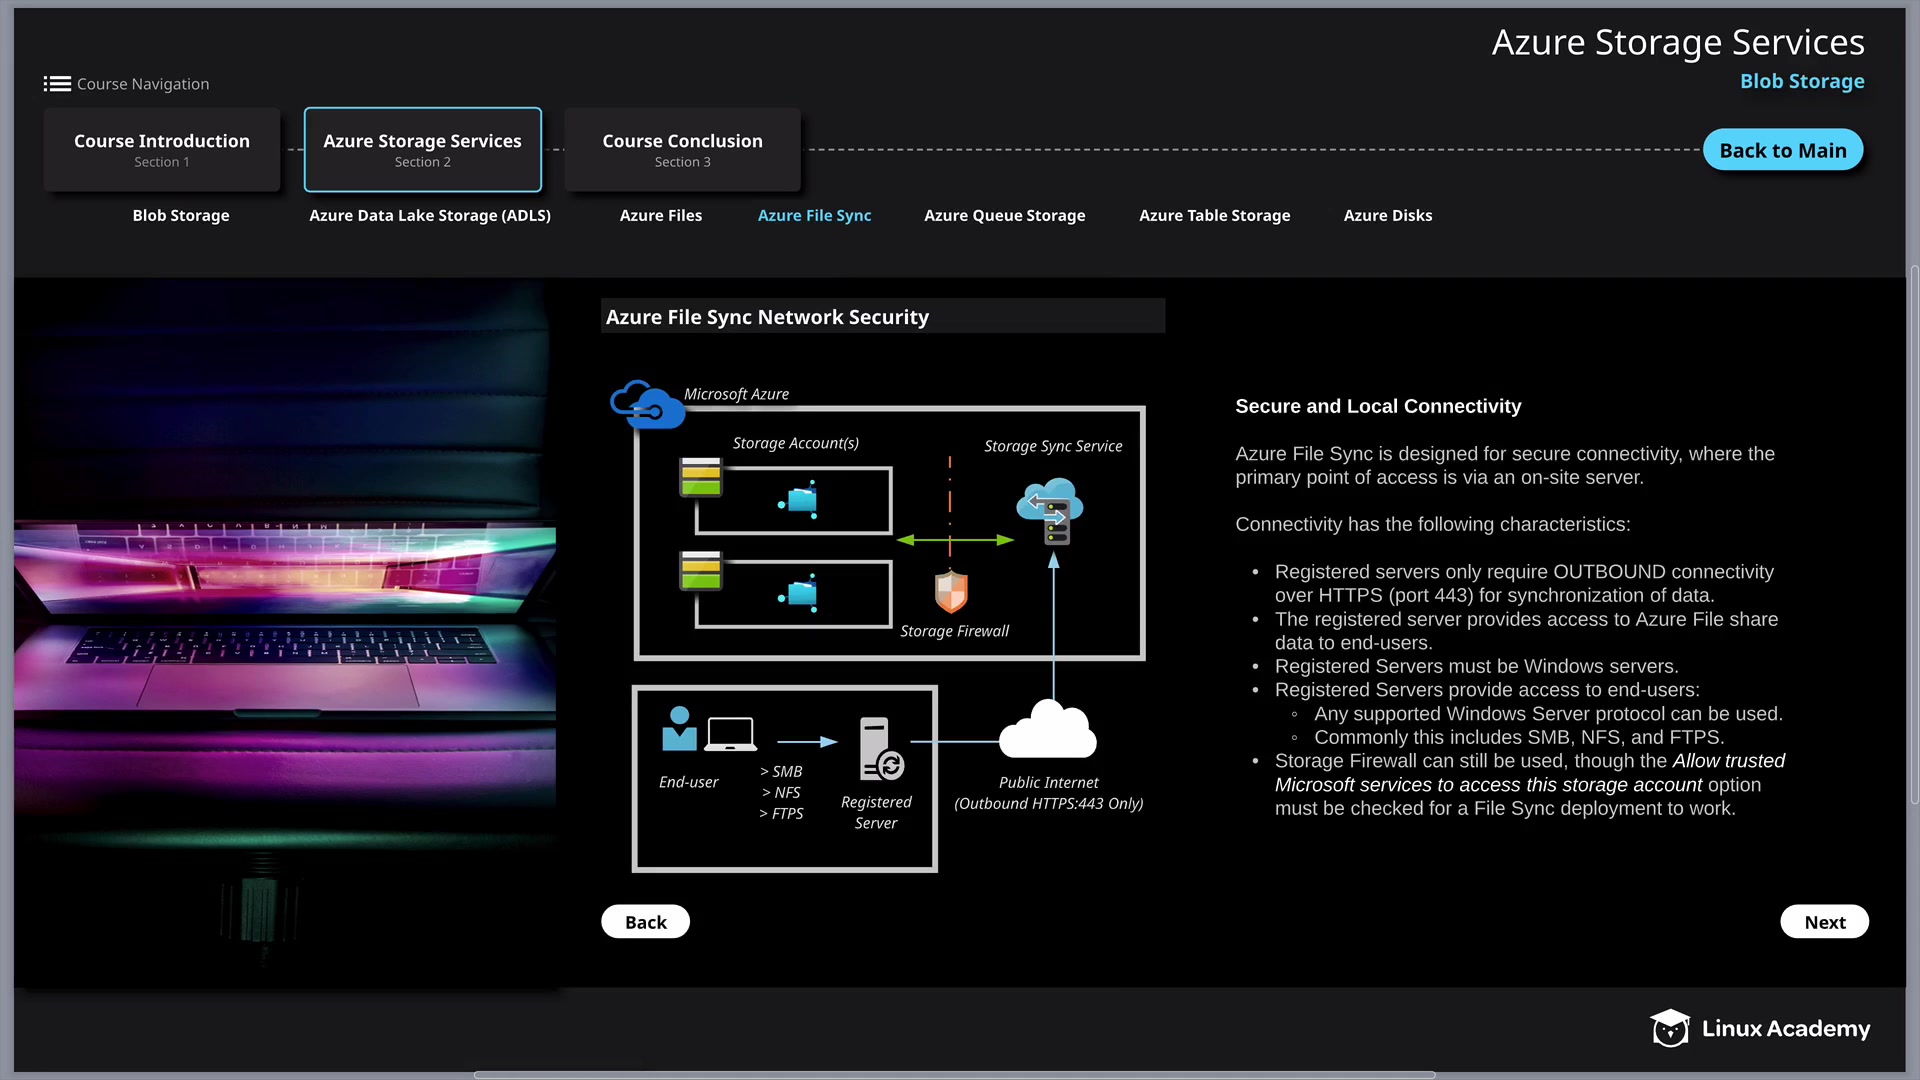 Azure Storage Services
Blob Storage
Course Navigation
Course Introduction
Section 1
Azure Storage Services
Section 2
Course Conclusion
Section 3
Back to Main
Blob Storage
Azure Data Lake Storage (ADLS)
Azure Files
Azure File Sync
Azure Queue Storage
Azure Table Storage
Azure Disks
Azure File Sync Network Security
Microsoft Azure
Storage Account(s)
Storage Sync Service
Storage Firewall
End-user
> SMB
> NFS
> FTPS
Registered
Server
Public Internet
(Outbound HTTPS:443 Only)
Secure and Local Connectivity
Azure File Sync is designed for secure connectivity, where the
primary point of access is via an on-site server.
Connectivity has the following characteristics:
• Registered servers only require OUTBOUND connectivity
over HTTPS (port 443) for synchronization of data.
• The registered server provides access to Azure File share
data to end-users.
• Registered Servers must be Windows servers.
• Registered Servers provide access to end-users:
◦ Any supported Windows Server protocol can be used.
◦ Commonly this includes SMB, NFS, and FTPS.
• Storage Firewall can still be used, though the Allow trusted
Microsoft services to access this storage account option
must be checked for a File Sync deployment to work.
Back
Next
Linux Academy